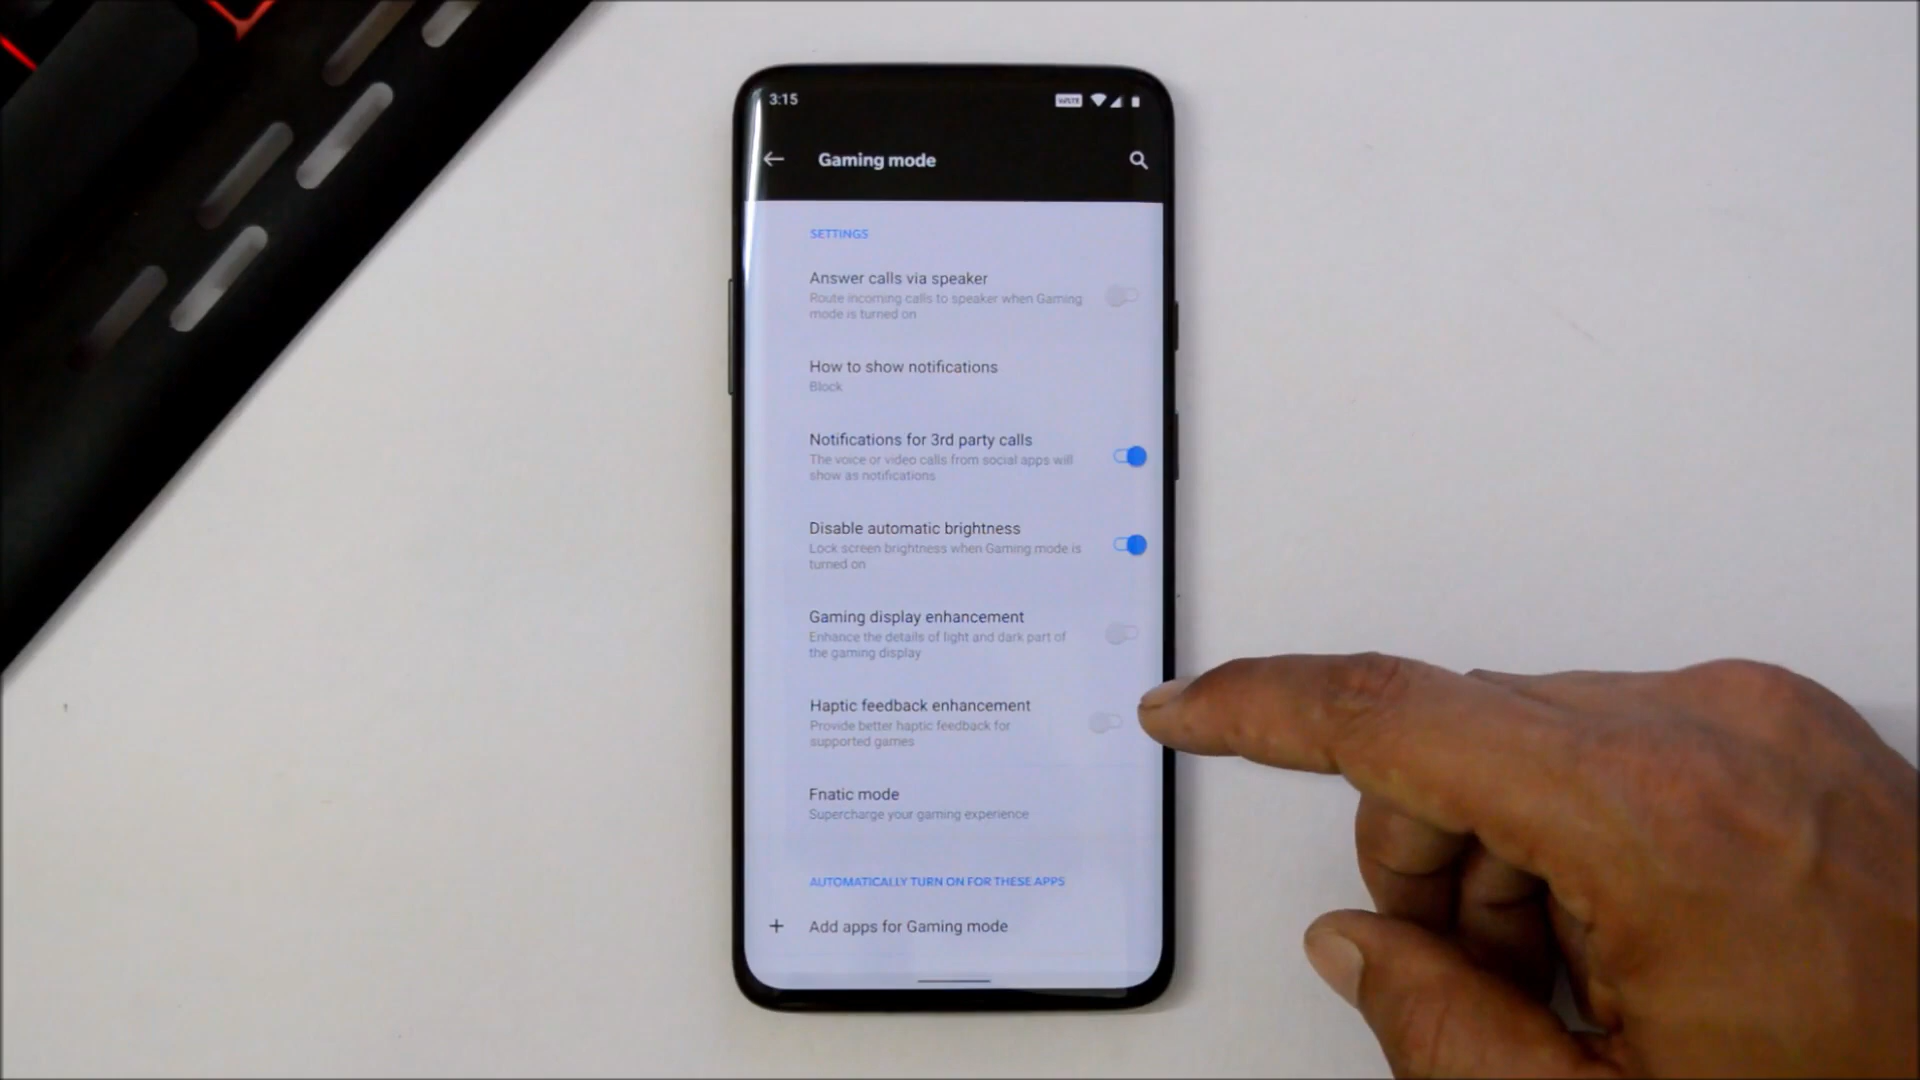 3:15
VoLTE
Gaming mode
SETTINGS
Answer calls via speaker
Route incoming calls to speaker when Gaming
mode is turned on
How to show notifications
Block
Notifications for 3rd party calls
The voice or video calls from social apps will
show as notifications
Disable automatic brightness
Lock screen brightness when Gaming mode is
turned on
Gaming display enhancement
Enhance the details of light and dark part of
the gaming display
Haptic feedback enhancement
Provide better haptic feedback for
supported games
Fnatic mode
Supercharge your gaming experience
AUTOMATICALLY TURN ON FOR THESE APPS
+ Add apps for Gaming mode